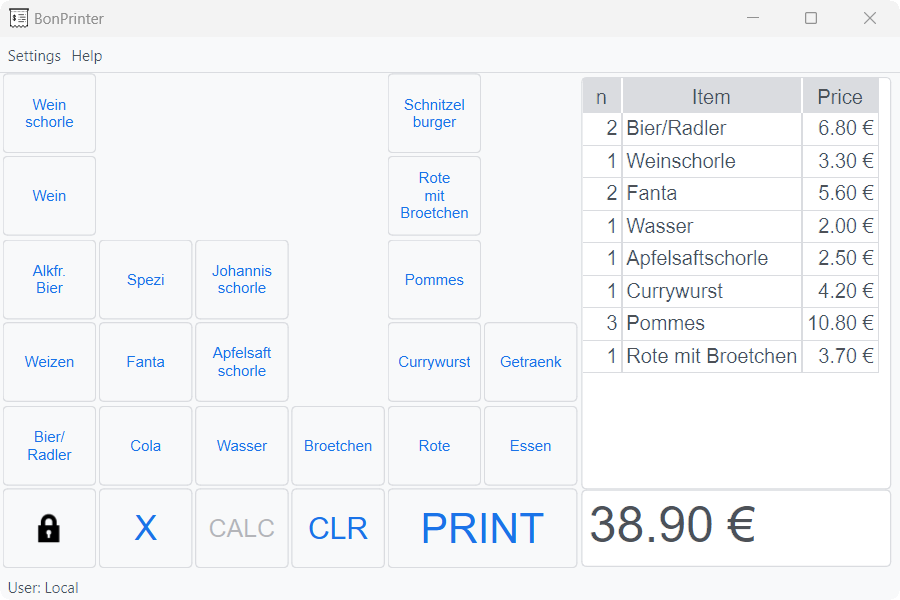 BonPrinter
Settings Help
Wein
schorle
Schnitzel
burger
Wein
Rote
mit
Broetchen
Alkfr.
Bier
Spezi
Johannis
schorle
Pommes
Weizen
Fanta
Apfelsaft
schorle
Currywurst
Getraenk
Bier/
Radler
Cola
Wasser
Broetchen
Rote
Essen
X
CALC
CLR
PRINT
n Item Price
2 Bier/Radler 6.80 €
1 Weinschorle 3.30 €
2 Fanta 5.60 €
1 Wasser 2.00 €
1 Apfelsaftschorle 2.50 €
1 Currywurst 4.20 €
3 Pommes 10.80 €
1 Rote mit Broetchen 3.70 €
38.90 €
User: Local